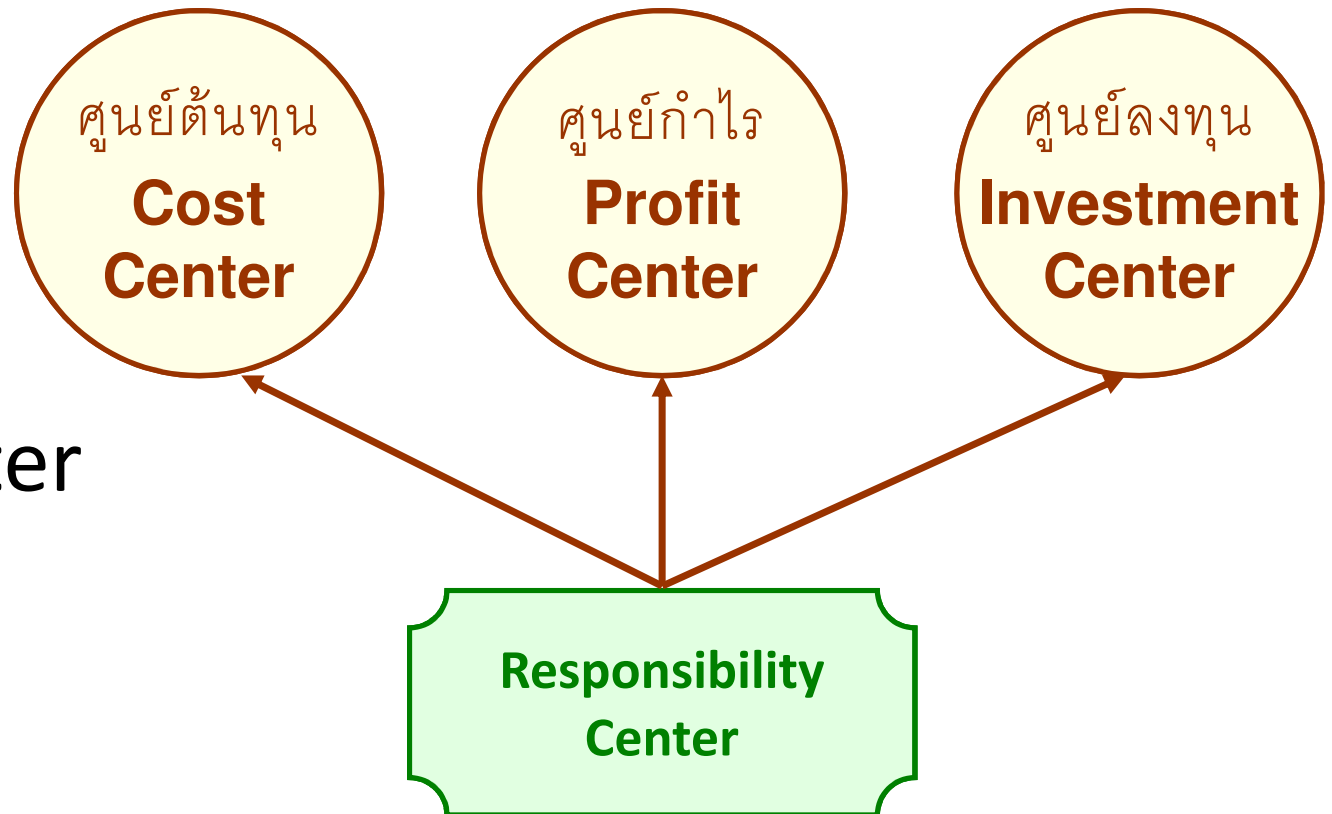 ศูนย์ต้นทุน
Cost
Center
ศูนย์กำไร
Profit
Center
ศูนย์ลงทุน
Investment
Center
ter
Responsibility
Center